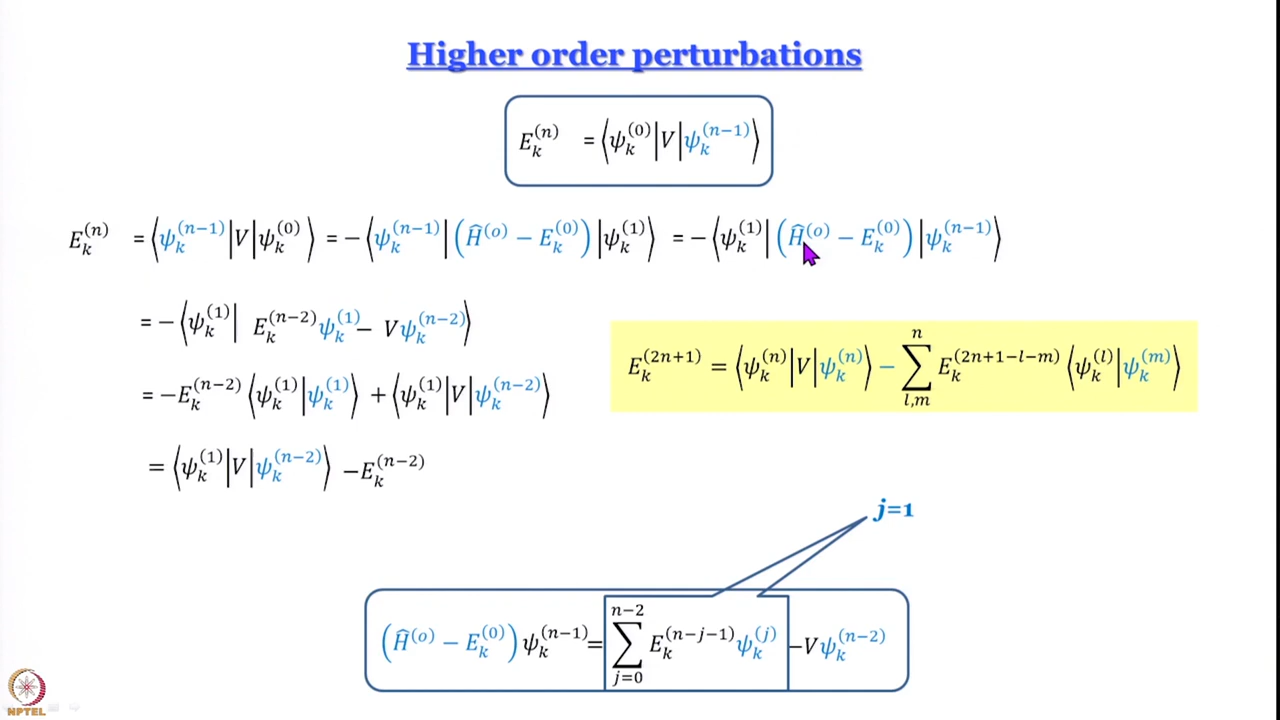 Higher order perturbations
E_k^{(n)} = ⟨ψ_k^{(0)}|V|ψ_k^{(n−1)}⟩
E_k^{(n)} = ⟨ψ_k^{(n−1)}|V|ψ_k^{(0)}⟩ = −⟨ψ_k^{(n−1)}|(Ĥ^{(o)} − E_k^{(0)})|ψ_k^{(1)}⟩ = −⟨ψ_k^{(1)}|(Ĥ^{(o)} − E_k^{(0)})|ψ_k^{(n−1)}⟩
= −⟨ψ_k^{(1)}| E_k^{(n−2)}ψ_k^{(1)} − Vψ_k^{(n−2)}⟩
E_k^{(2n+1)} = ⟨ψ_k^{(n)}|V|ψ_k^{(n)}⟩ − ∑_{l,m}^{n} E_k^{(2n+1−l−m)} ⟨ψ_k^{(l)}|ψ_k^{(m)}⟩
= −E_k^{(n−2)} ⟨ψ_k^{(1)}|ψ_k^{(1)}⟩ + ⟨ψ_k^{(1)}|V|ψ_k^{(n−2)}⟩
= ⟨ψ_k^{(1)}|V|ψ_k^{(n−2)}⟩ −E_k^{(n−2)}
j=1
(Ĥ^{(o)} − E_k^{(0)}) ψ_k^{(n−1)} = ∑_{j=0}^{n−2} E_k^{(n−j−1)} ψ_k^{(j)} −Vψ_k^{(n−2)}
NPTEL